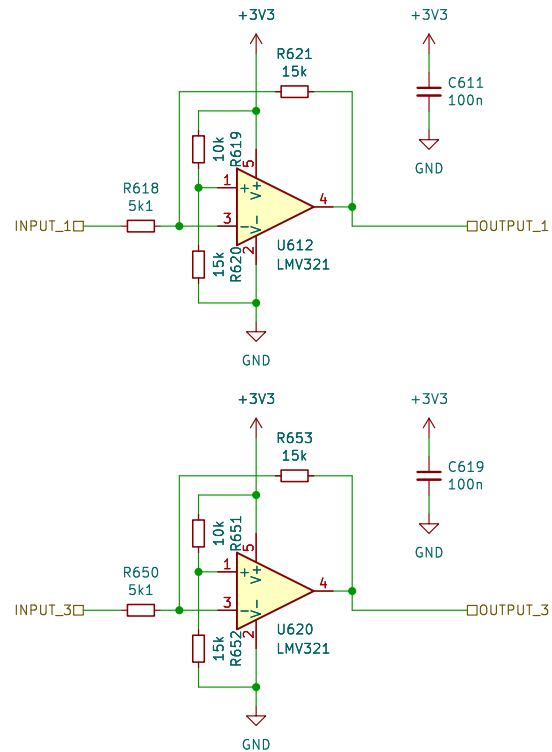 +3V3
+3V3
R621
15k
C611
100n
R619
10k
GND
5
1
+
V+
R618
5k1
4
INPUT_1
3
-
V-
OUTPUT_1
2
U612
LMV321
R620
15k
GND
+3V3
+3V3
R653
15k
C619
100n
R651
10k
GND
5
1
+
V+
R650
5k1
4
INPUT_3
3
-
V-
OUTPUT_3
2
U620
LMV321
R652
15k
GND